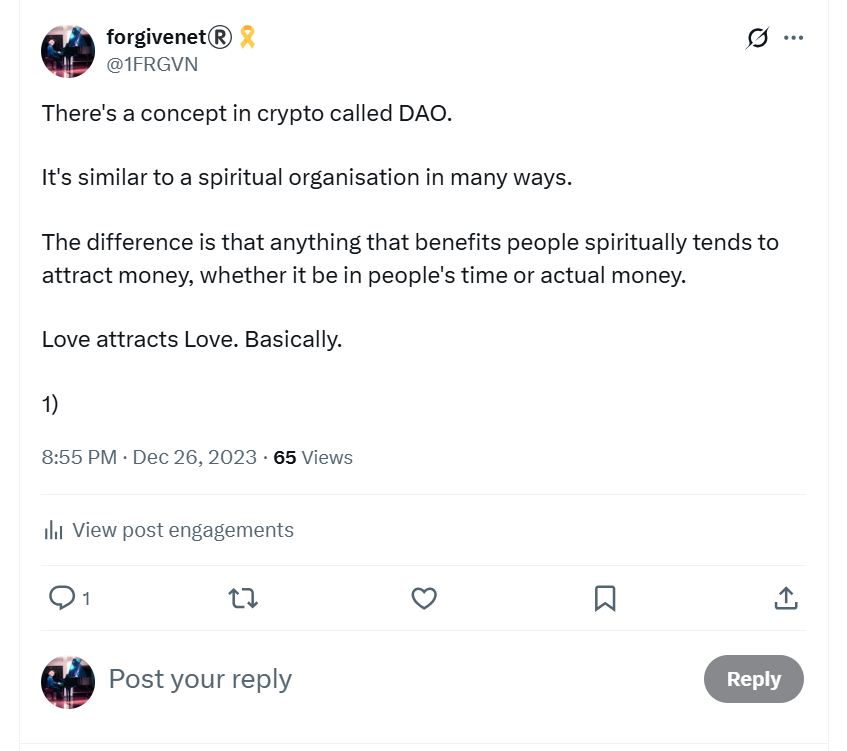 forgivenet® 🎗
@1FRGVN
There's a concept in crypto called DAO.
It's similar to a spiritual organisation in many ways.
The difference is that anything that benefits people spiritually tends to
attract money, whether it be in people's time or actual money.
Love attracts Love. Basically.
1)
8:55 PM · Dec 26, 2023 · 65 Views
View post engagements
1
Post your reply
Reply